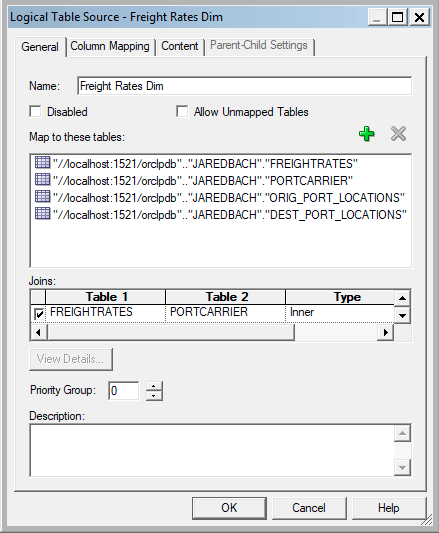 Logical Table Source - Freight Rates Dim
General Column Mapping Content Parent-Child Settings
Name: Freight Rates Dim
Disabled Allow Unmapped Tables
Map to these tables:
"//localhost:1521/orclpdb".."JAREDBACH"."FREIGHTRATES"
"//localhost:1521/orclpdb".."JAREDBACH"."PORTCARRIER"
"//localhost:1521/orclpdb".."JAREDBACH"."ORIG_PORT_LOCATIONS"
"//localhost:1521/orclpdb".."JAREDBACH"."DEST_PORT_LOCATIONS"
Joins:
Table 1 Table 2 Type
FREIGHTRATES PORTCARRIER Inner
View Details...
Priority Group: 0
Description:
OK Cancel Help